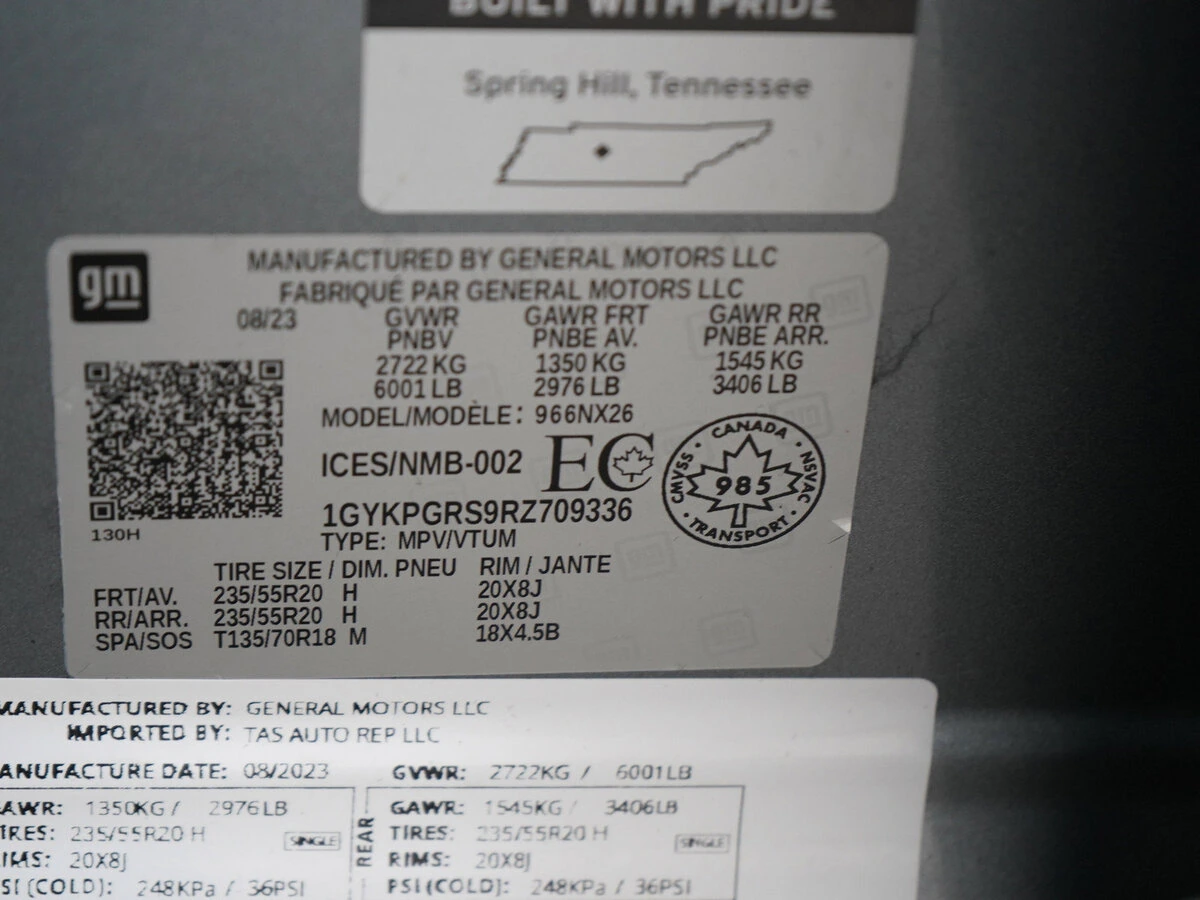 BUILT WITH PRIDE
Spring Hill, Tennessee
gm
MANUFACTURED BY GENERAL MOTORS LLC
FABRIQUÉ PAR GENERAL MOTORS LLC
08/23 GVWR GAWR FRT GAWR RR
PNBV PNBE AV. PNBE ARR.
2722 KG 1350 KG 1545 KG
6001 LB 2976 LB 3406 LB
MODEL/MODÈLE: 966NX26
ICES/NMB-002 EC
CANADA
CMVSS 985 NSVAC
TRANSPORT
1GYKPGRS9RZ709336
130H
TYPE: MPV/VTUM
TIRE SIZE / DIM. PNEU RIM / JANTE
FRT/AV. 235/55R20 H 20X8J
RR/ARR. 235/55R20 H 20X8J
SPA/SOS T135/70R18 M 18X4.5B
MANUFACTURED BY: GENERAL MOTORS LLC
IMPORTED BY: TAS AUTO REP LLC
ANUFACTURE DATE: 08/2023 GVWR: 2722KG / 6001LB
AWR: 1350KG / 2976LB GAWR: 1545KG / 3406LB
IRES: 235/55R20 H SINGLE REAR TIRES: 235/55R20 H SINGLE
IMS: 20X8J RIMS: 20X8J
SI (COLD): 248KPa / 36PSI PSI (COLD): 248KPa / 36PSI